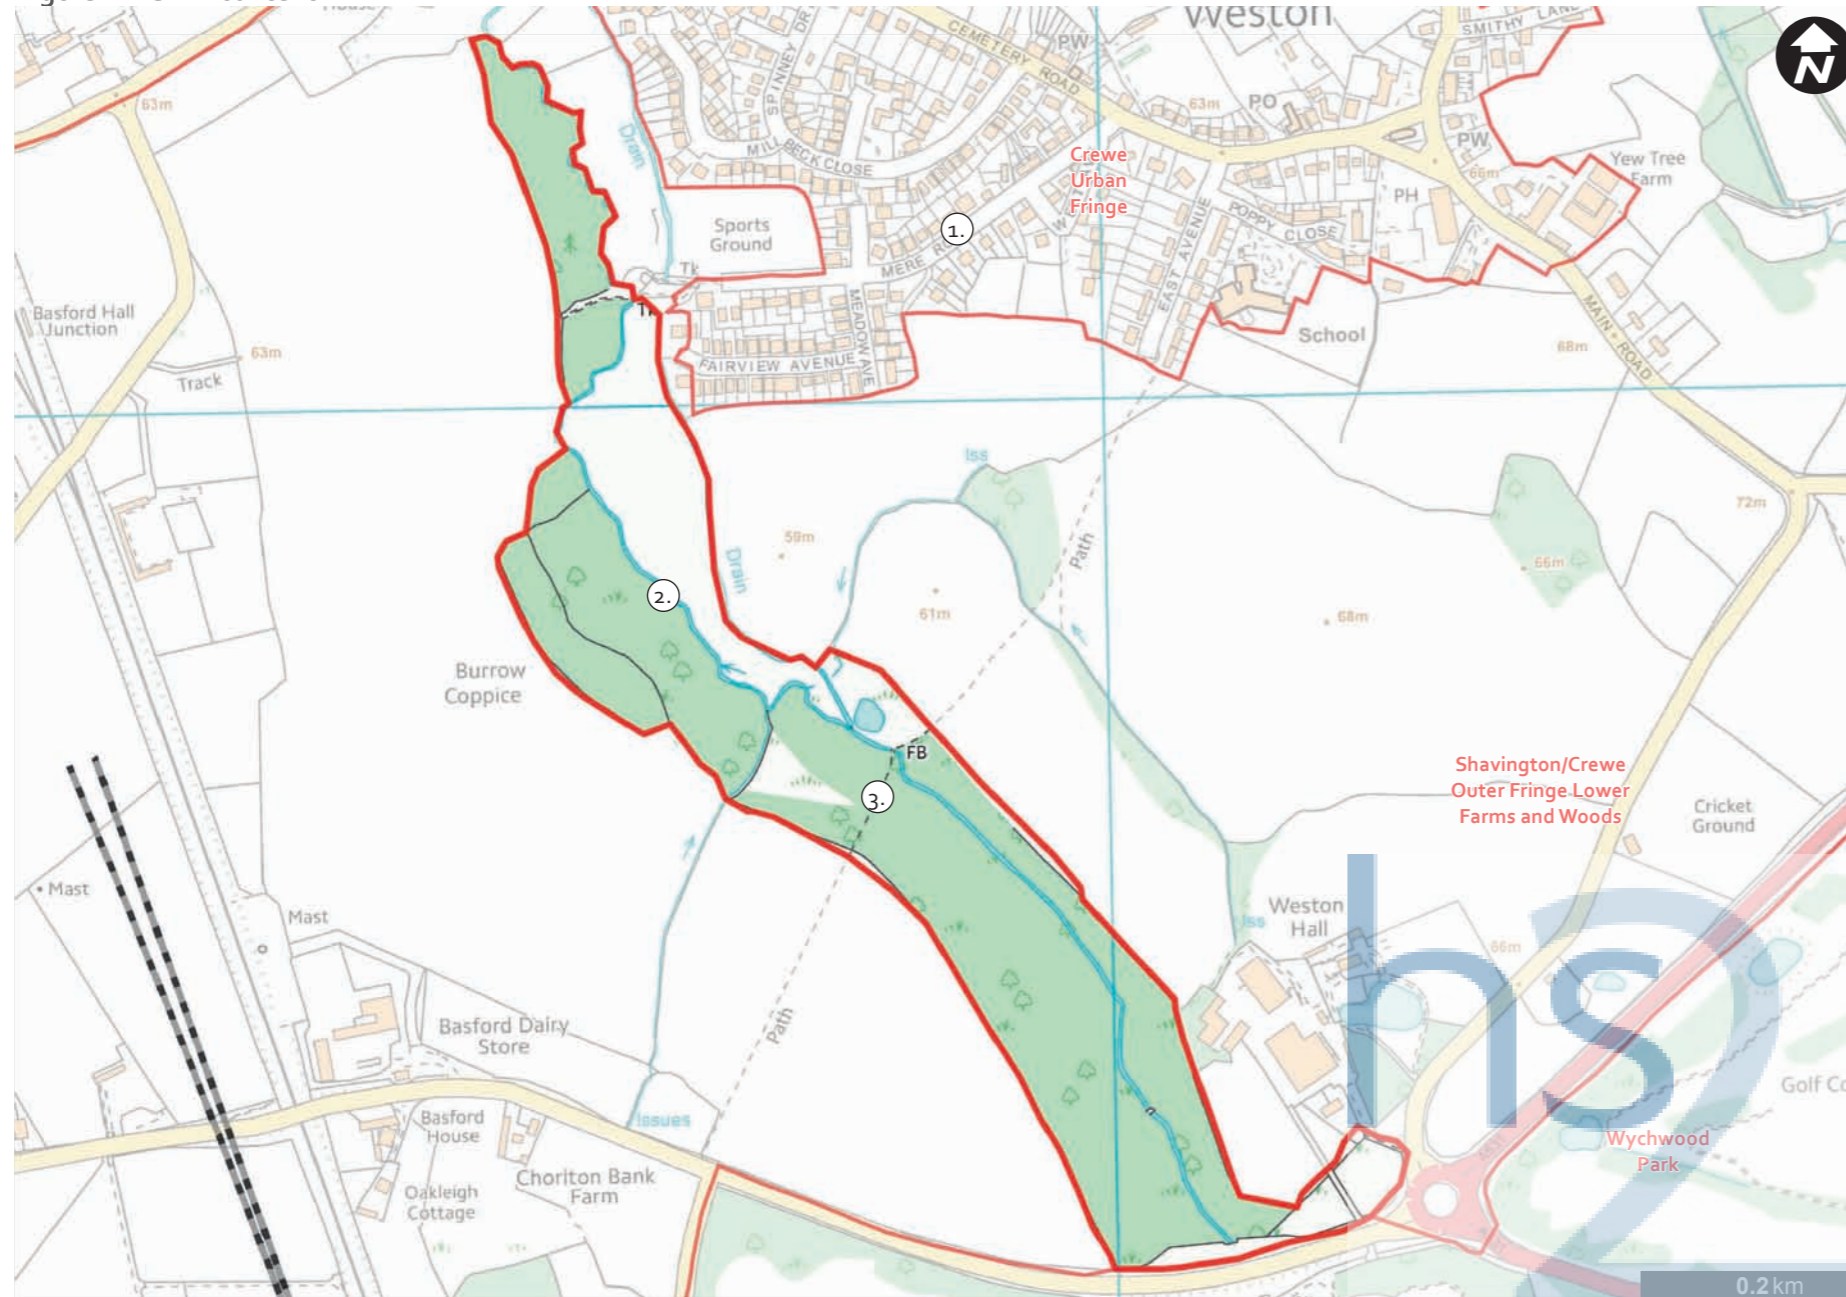 Weston
SMITHY LANE
CEMETERY ROAD
PW
SPINNEY DR
63m
63m
PO
PW
Drain
MILLBECK CLOSE
Crewe
Urban
Fringe
66m
Yew Tree
Farm
PH
Sports
Ground
1.
POPPY CLOSE
MERE
EAST AVENUE
Tk
Basford Hall
Junction
MEADOW AVE
MAIN ROAD
School
63m
Track
FAIRVIEW AVENUE
68m
Iss
72m
59m
Path
Drain
66m
2.
61m
68m
Burrow
Coppice
FB
Shavington/Crewe
Outer Fringe Lower
Farms and Woods
3.
Cricket
Ground
Mast
Mast
Weston
Hall
Iss
66m
hs2
Path
Basford Dairy
Store
Golf Co
Basford
House
Issues
A531
Wychwood
Park
Chorlton Bank
Farm
Oakleigh
Cottage
0.2 km
N